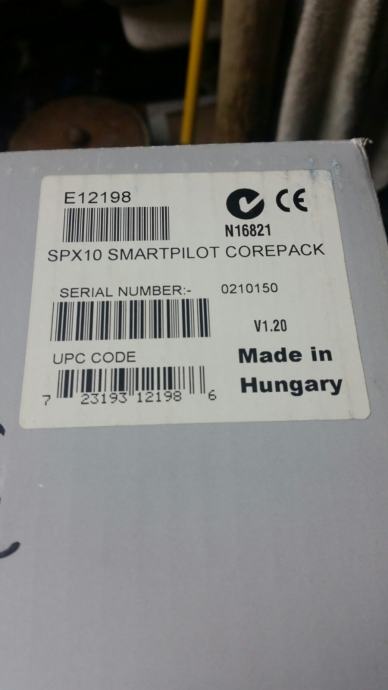 E12198
CE
N16821
SPX10 SMARTPILOT COREPACK
SERIAL NUMBER:- 0210150
V1.20
UPC CODE
Made in
Hungary
7 23193 12198 6